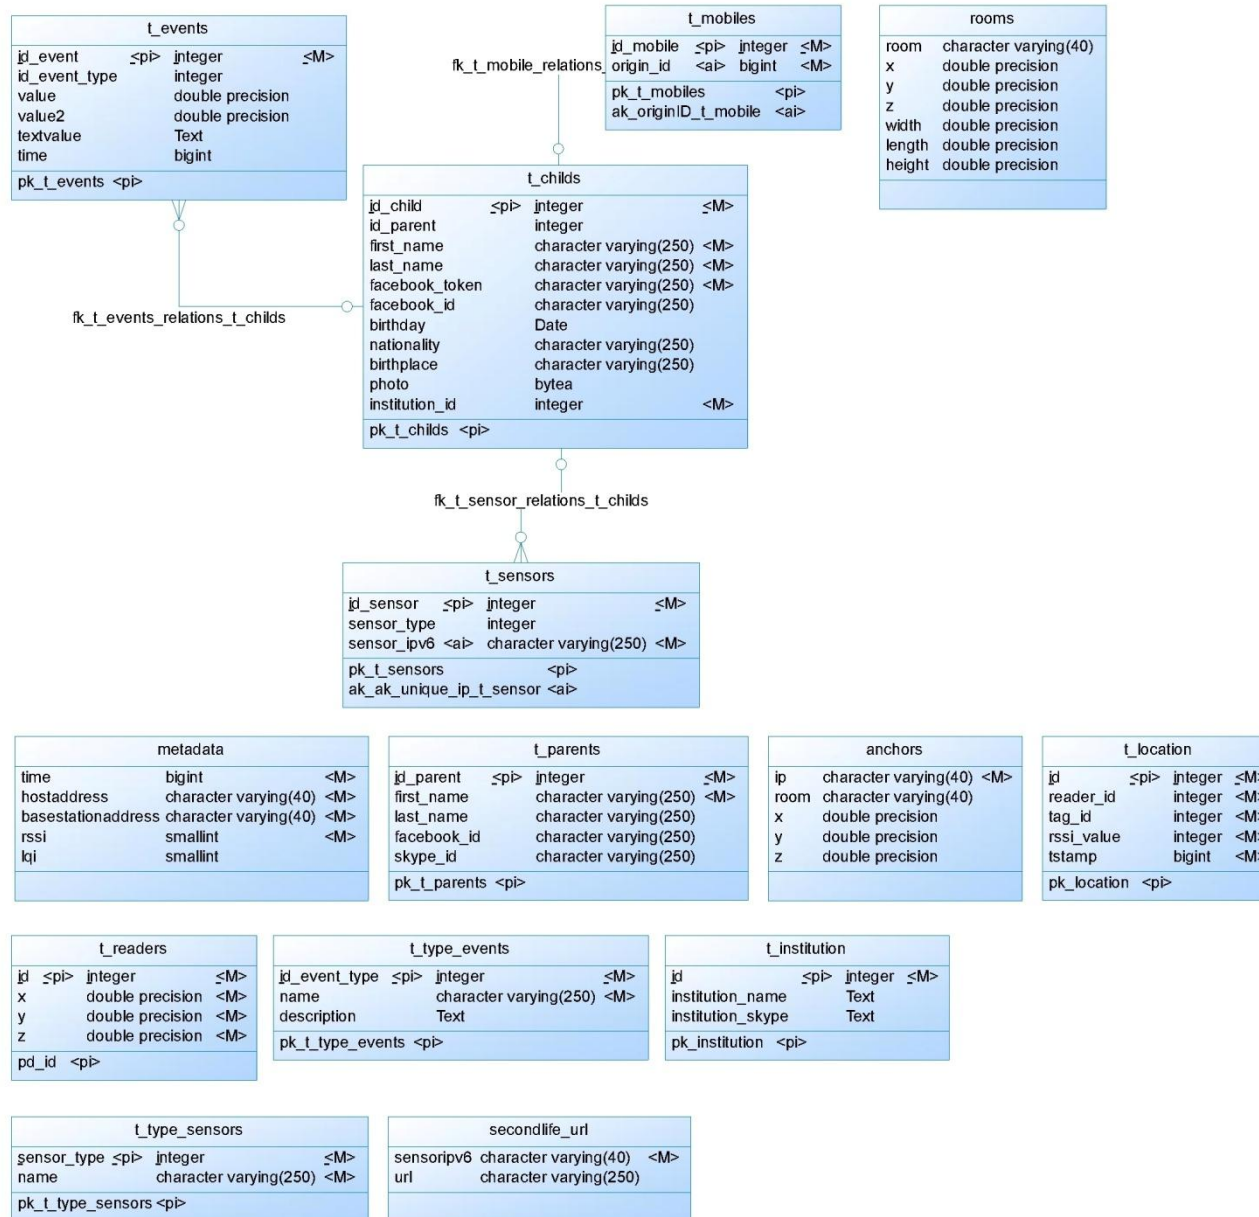 t_events
id_event <pi> integer <M>
id_event_type integer
value double precision
value2 double precision
textvalue Text
time bigint
pk_t_events <pi>
t_mobiles
id_mobile <pi> integer <M>
origin_id <ai> bigint <M>
pk_t_mobiles <pi>
ak_originID_t_mobile <ai>
rooms
room character varying(40)
x double precision
y double precision
z double precision
width double precision
length double precision
height double precision
fk_t_mobile_relations_
t_childs
id_child <pi> integer <M>
id_parent integer
first_name character varying(250) <M>
last_name character varying(250) <M>
facebook_token character varying(250) <M>
facebook_id character varying(250)
birthday Date
nationality character varying(250)
birthplace character varying(250)
photo bytea
institution_id integer <M>
pk_t_childs <pi>
fk_t_events_relations_t_childs
fk_t_sensor_relations_t_childs
t_sensors
id_sensor <pi> integer <M>
sensor_type integer
sensor_ipv6 <ai> character varying(250) <M>
pk_t_sensors <pi>
ak_ak_unique_ip_t_sensor <ai>
metadata
time bigint <M>
hostaddress character varying(40) <M>
basestationaddress character varying(40) <M>
rssi smallint <M>
lqi smallint
t_parents
id_parent <pi> integer <M>
first_name character varying(250) <M>
last_name character varying(250)
facebook_id character varying(250)
skype_id character varying(250)
pk_t_parents <pi>
anchors
ip character varying(40) <M>
room character varying(40)
x double precision
y double precision
z double precision
t_location
id <pi> integer <M>
reader_id integer <M>
tag_id integer <M>
rssi_value integer <M>
tstamp bigint <M>
pk_location <pi>
t_readers
id <pi> integer <M>
x double precision <M>
y double precision <M>
z double precision <M>
pd_id <pi>
t_type_events
id_event_type <pi> integer <M>
name character varying(250) <M>
description Text
pk_t_type_events <pi>
t_institution
id <pi> integer <M>
institution_name Text
institution_skype Text
pk_institution <pi>
t_type_sensors
sensor_type <pi> integer <M>
name character varying(250) <M>
pk_t_type_sensors <pi>
secondlife_url
sensoripv6 character varying(40) <M>
url character varying(250)